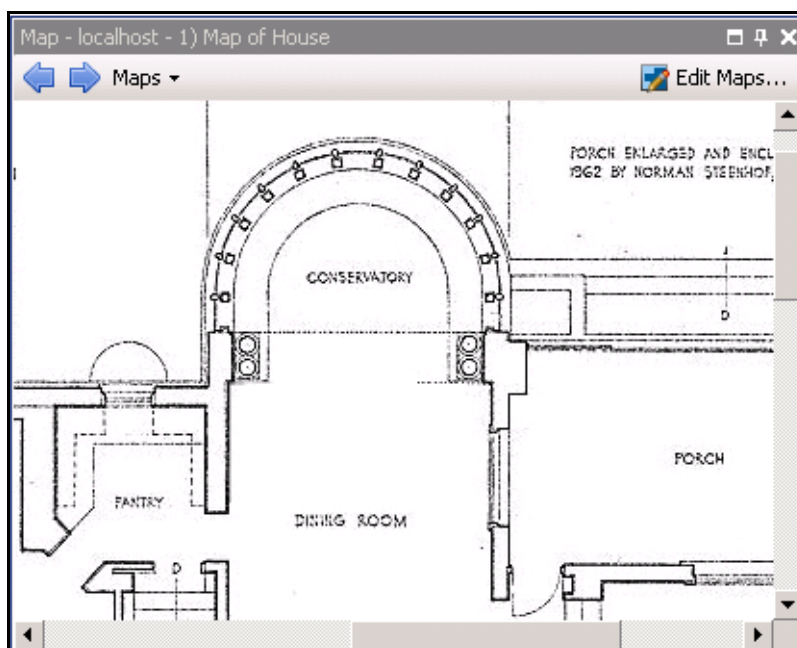 Map - localhost - 1) Map of House
Maps
Edit Maps...
PORCH ENLARGED AND ENCL
1962 BY NORMAN STEENHOF,
CONSERVATORY
D
PORCH
PANTRY
DINING ROOM
D